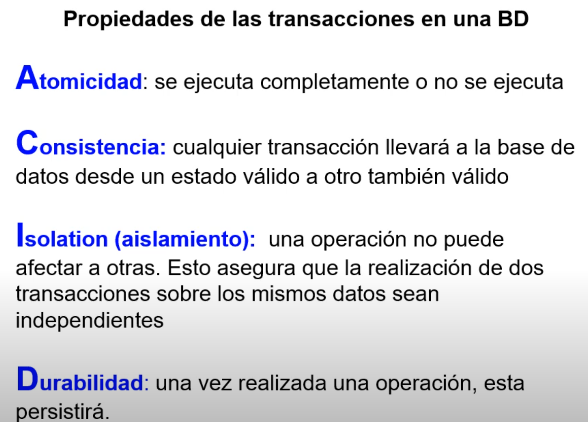 Propiedades de las transacciones en una BD
Atomicidad: se ejecuta completamente o no se ejecuta
Consistencia: cualquier transacción llevará a la base de
datos desde un estado válido a otro también válido
Isolation (aislamiento): una operación no puede
afectar a otras. Esto asegura que la realización de dos
transacciones sobre los mismos datos sean
independientes
Durabilidad: una vez realizada una operación, esta
persistirá.